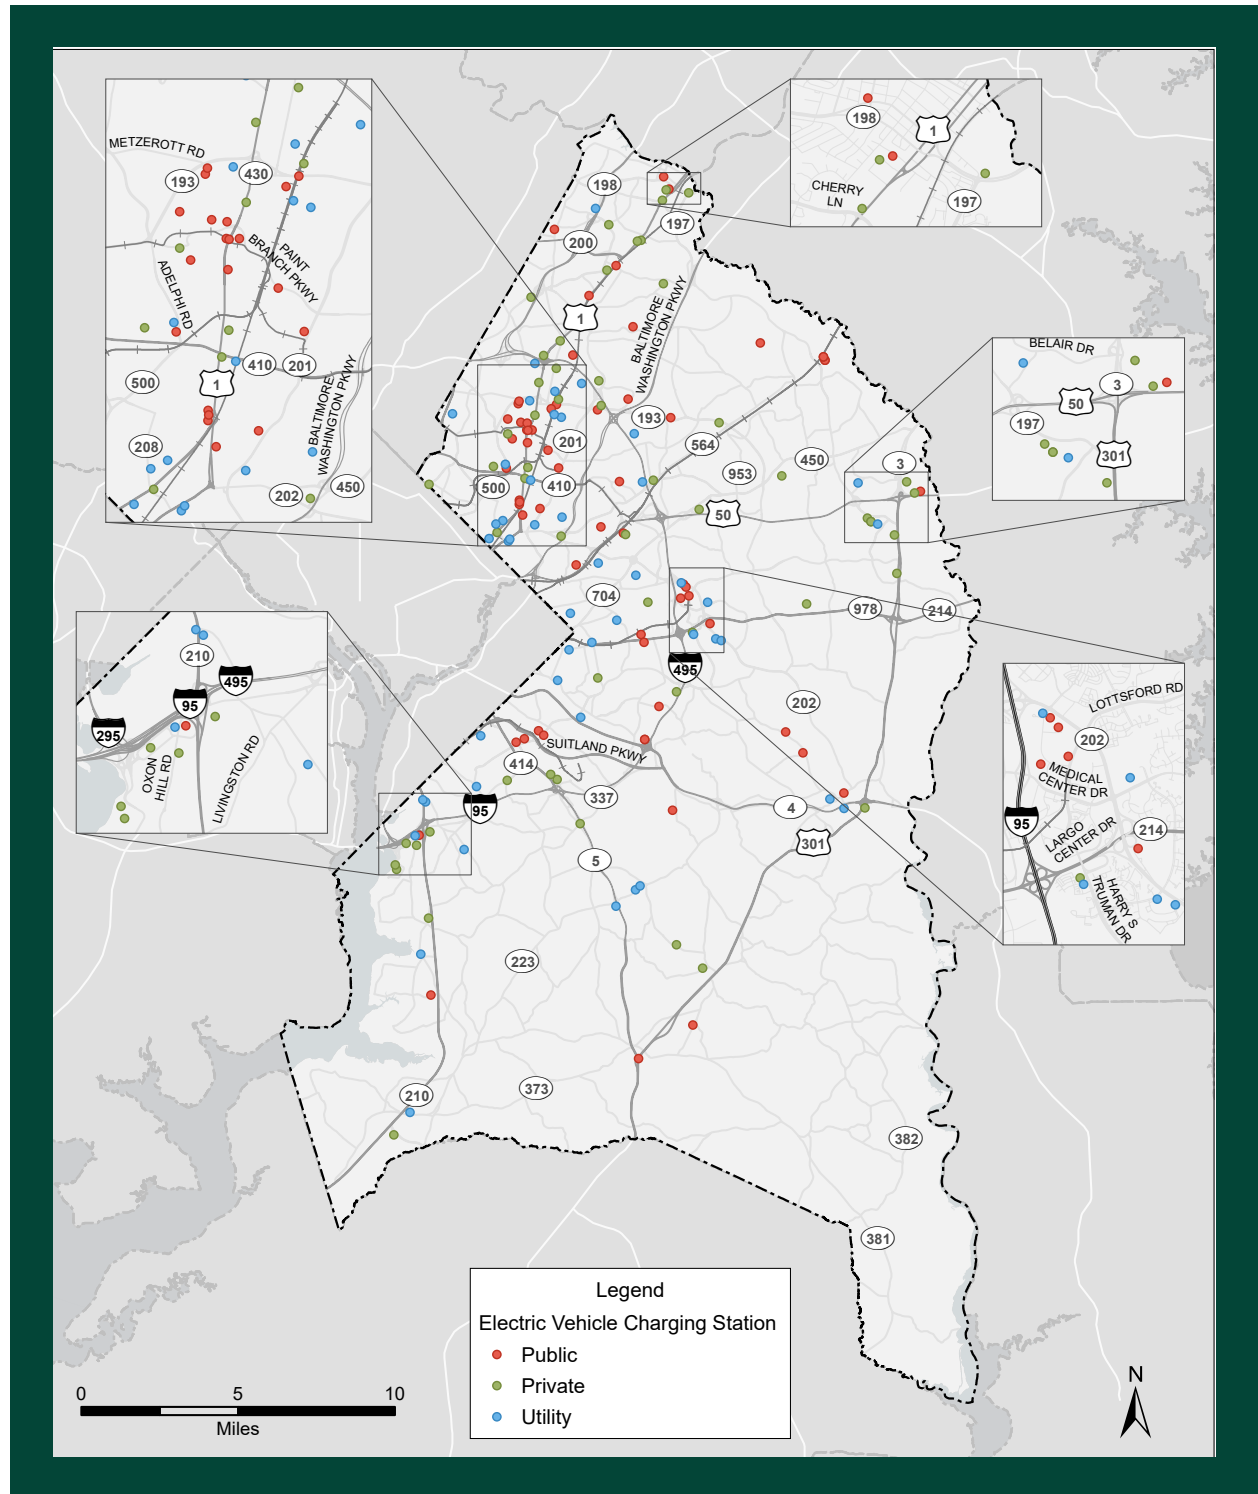 METZEROTT RD
193
430
PAINT
BRANCH PKWY
ADELPHI RD
500
410
201
1
208
BALTIMORE
WASHINGTON PKWY
202
450
198
1
CHERRY
LN
197
198
200
197
1
BALTIMORE
WASHINGTON PKWY
193
201
564
953
450
3
500
410
50
BELAIR DR
3
50
197
301
704
978
214
495
202
SUITLAND PKWY
414
337
95
4
301
5
210
495
95
295
OXON
HILL RD
LIVINGSTON RD
LOTTSFORD RD
202
MEDICAL
CENTER DR
95
LARGO
CENTER DR
214
HARRY S
TRUMAN DR
223
210
373
382
381
Legend
Electric Vehicle Charging Station
Public
Private
Utility
0 5 10
Miles
N